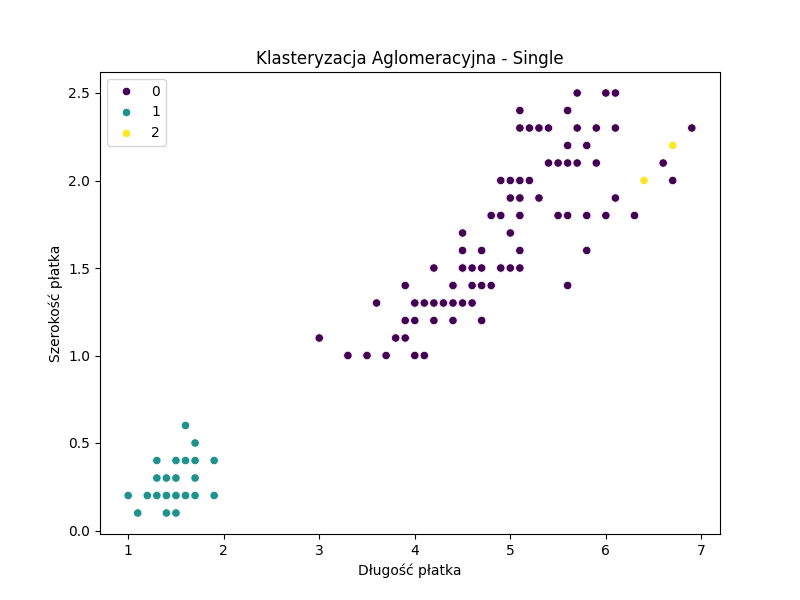 Klasteryzacja Aglomeracyjna - Single
0
1
2
2.5
2.0
1.5
1.0
0.5
0.0
Szerokość płatka
1 2 3 4 5 6 7
Długość płatka